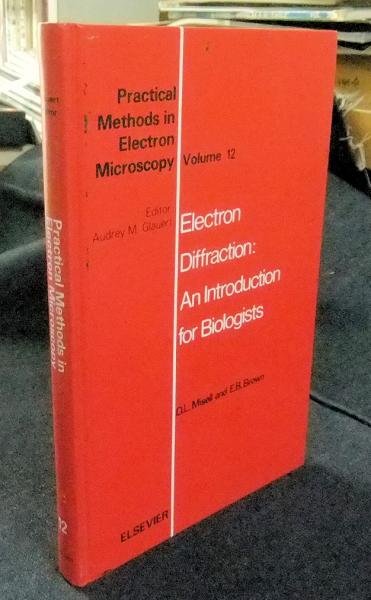 Practical
Methods in
Electron
Microscopy
Volume 12
Editor
Audrey M. Glauert
Electron
Diffraction:
An Introduction
for Biologists
D.L. Misell and E.B. Brown
ELSEVIER
Practical Methods in
Electron Microscopy
12